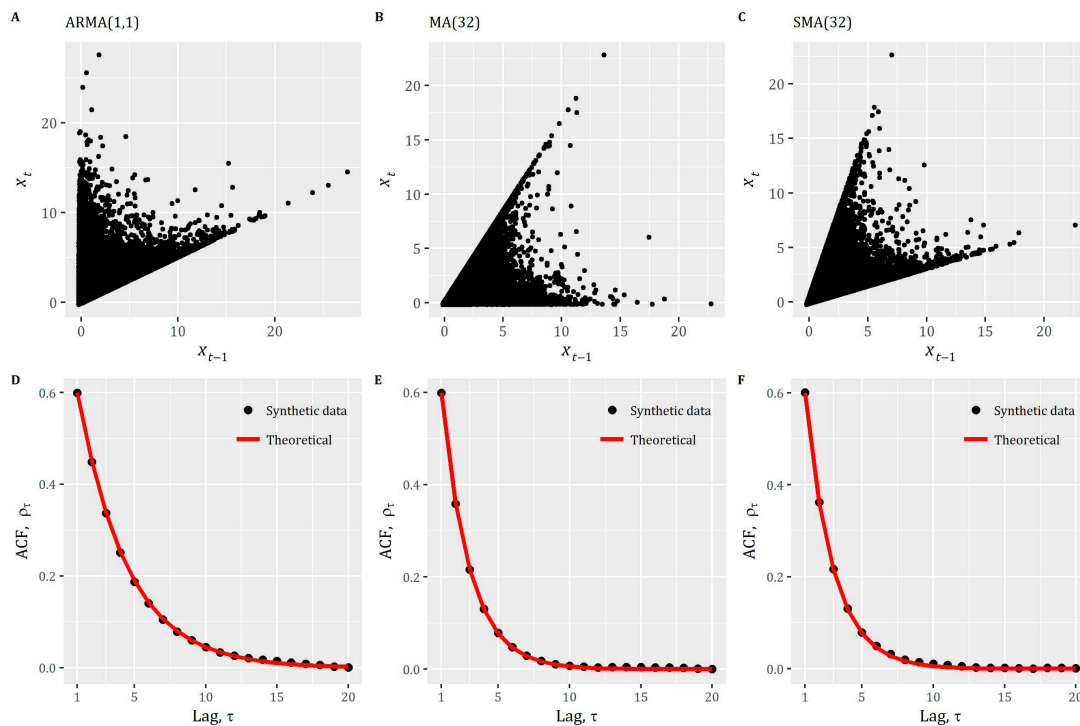 A ARMA(1,1)
20
10
0
0 10 20
x_t
x_{t−1}
B MA(32)
20
15
10
5
0
0 5 10 15 20
x_t
x_{t−1}
C SMA(32)
20
15
10
5
0
0 5 10 15 20
x_t
x_{t−1}
D
0.6
0.4
0.2
0.0
1 5 10 15 20
ACF, ρ_τ
Lag, τ
Synthetic data
Theoretical
E
0.6
0.4
0.2
0.0
1 5 10 15 20
ACF, ρ_τ
Lag, τ
Synthetic data
Theoretical
F
0.6
0.4
0.2
0.0
1 5 10 15 20
ACF, ρ_τ
Lag, τ
Synthetic data
Theoretical